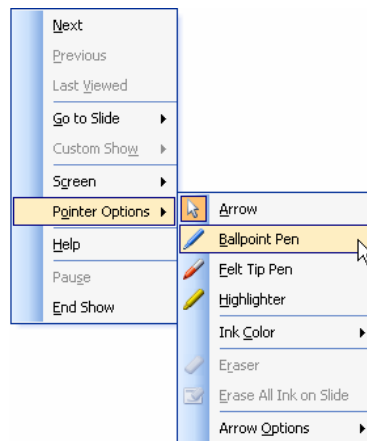 Next
Previous
Last Viewed
Go to Slide
Custom Show
Screen
Pointer Options
Help
Pause
End Show
Arrow
Ballpoint Pen
Felt Tip Pen
Highlighter
Ink Color
Eraser
Erase All Ink on Slide
Arrow Options